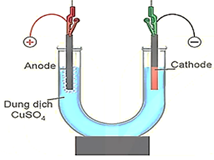 +
−
Anode
Cathode
Dung dịch
CuSO₄